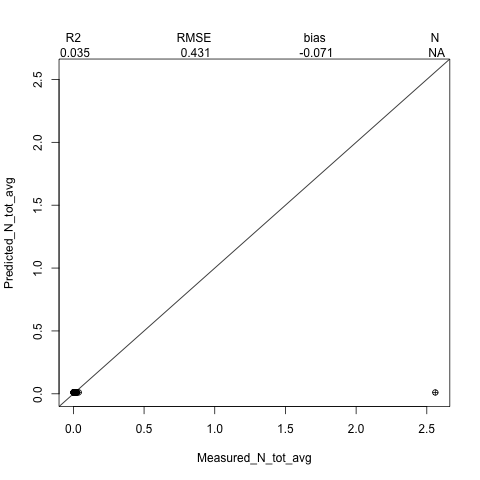 R2 RMSE bias N
0.035 0.431 -0.071 NA
Predicted_N_tot_avg
2.5
2.0
1.5
1.0
0.5
0.0
0.0 0.5 1.0 1.5 2.0 2.5
Measured_N_tot_avg